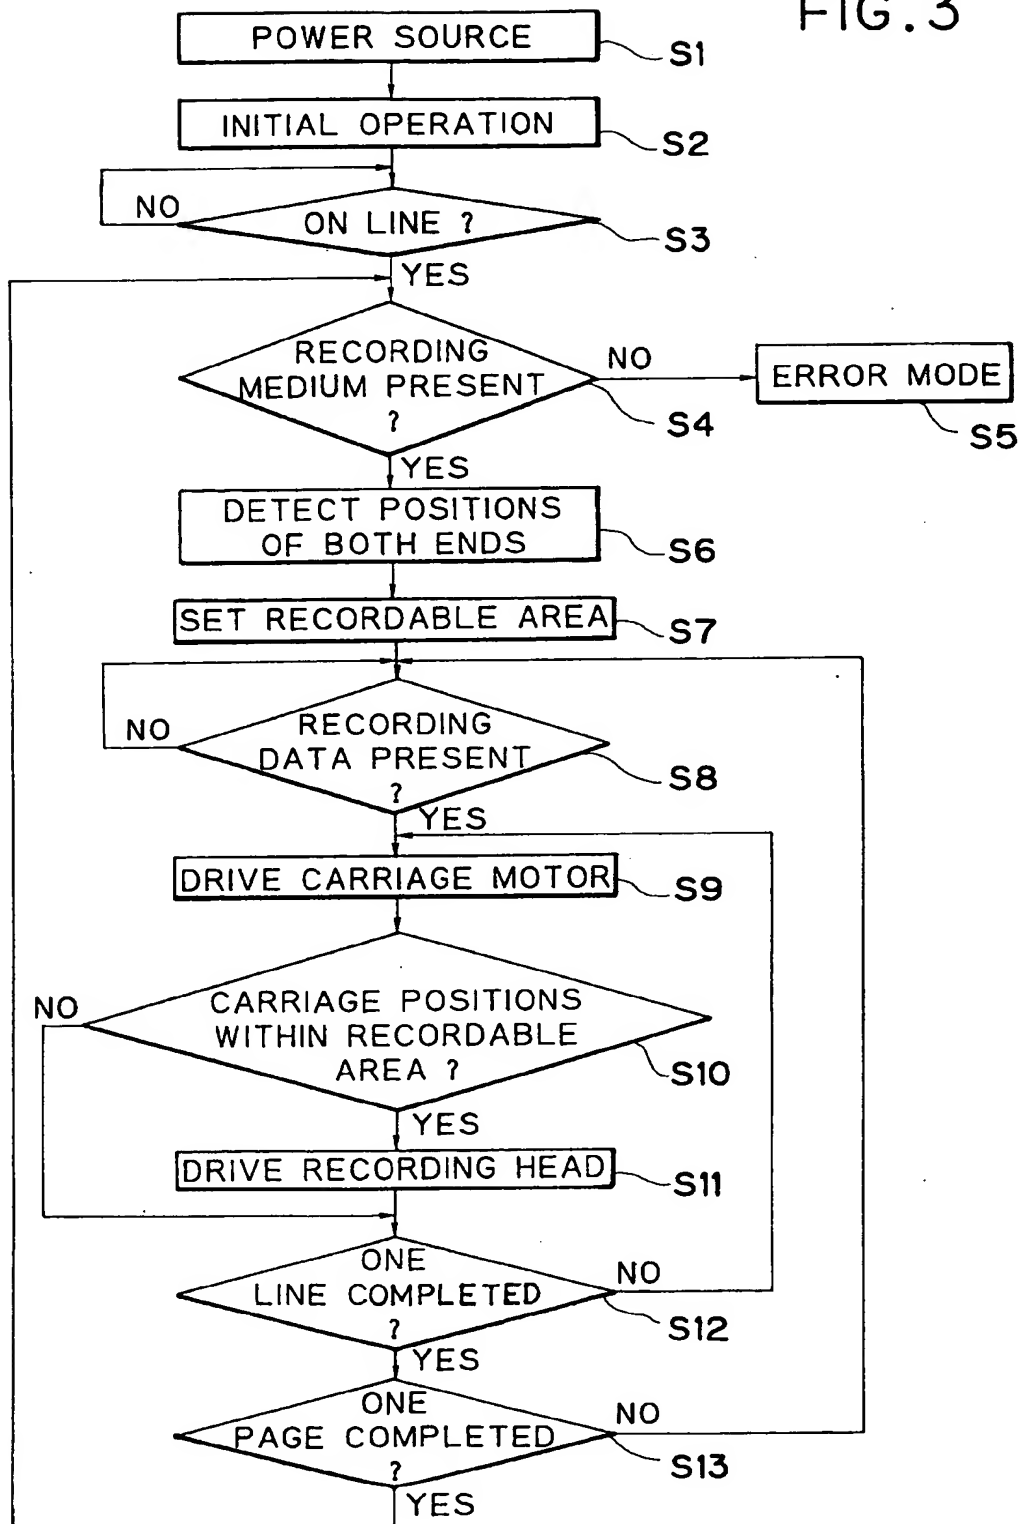 FIG. 3
POWER SOURCE
S1
INITIAL OPERATION
S2
NO
ON LINE ?
S3
YES
RECORDING
MEDIUM PRESENT
?
NO
S4
ERROR MODE
S5
YES
DETECT POSITIONS
OF BOTH ENDS
S6
SET RECORDABLE AREA
S7
NO
RECORDING
DATA PRESENT
?
S8
YES
DRIVE CARRIAGE MOTOR
S9
NO
CARRIAGE POSITIONS
WITHIN RECORDABLE
AREA ?
S10
YES
DRIVE RECORDING HEAD
S11
ONE
LINE COMPLETED
?
NO
S12
YES
ONE
PAGE COMPLETED
?
NO
S13
YES